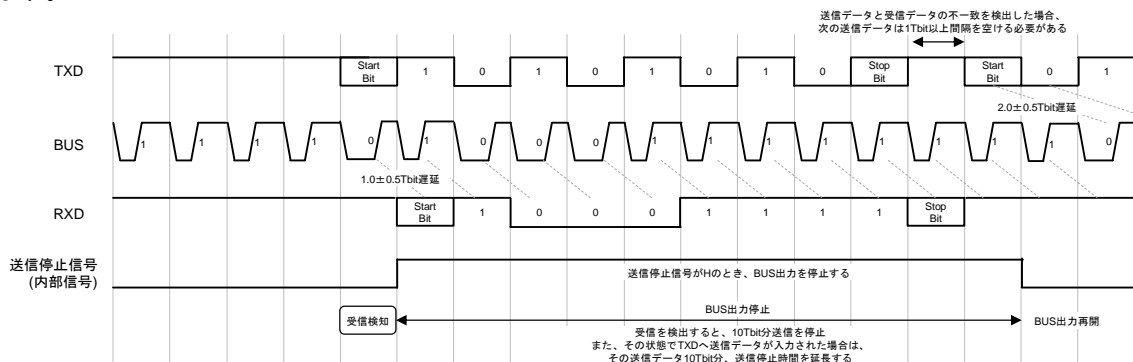 送信データと受信データの不一致を検出した場合、
次の送信データは1Tbit以上間隔を空ける必要がある
TXD
Start
Bit
1
0
1
0
1
0
1
0
Stop
Bit
Start
Bit
0
1
2.0±0.5Tbit遅延
BUS
1
1
1
1
0
1
0
0
0
1
1
1
1
1
1
1
1
0
1.0±0.5Tbit遅延
RXD
Start
Bit
1
0
0
0
1
1
1
1
Stop
Bit
送信停止信号
(内部信号)
送信停止信号がHのとき、BUS出力を停止する
受信検知
BUS出力停止
BUS出力再開
受信を検出すると、10Tbit分送信を停止
また、その状態でTXDへ送信データが入力された場合は、
その送信データ10Tbit分、送信停止時間を延長する